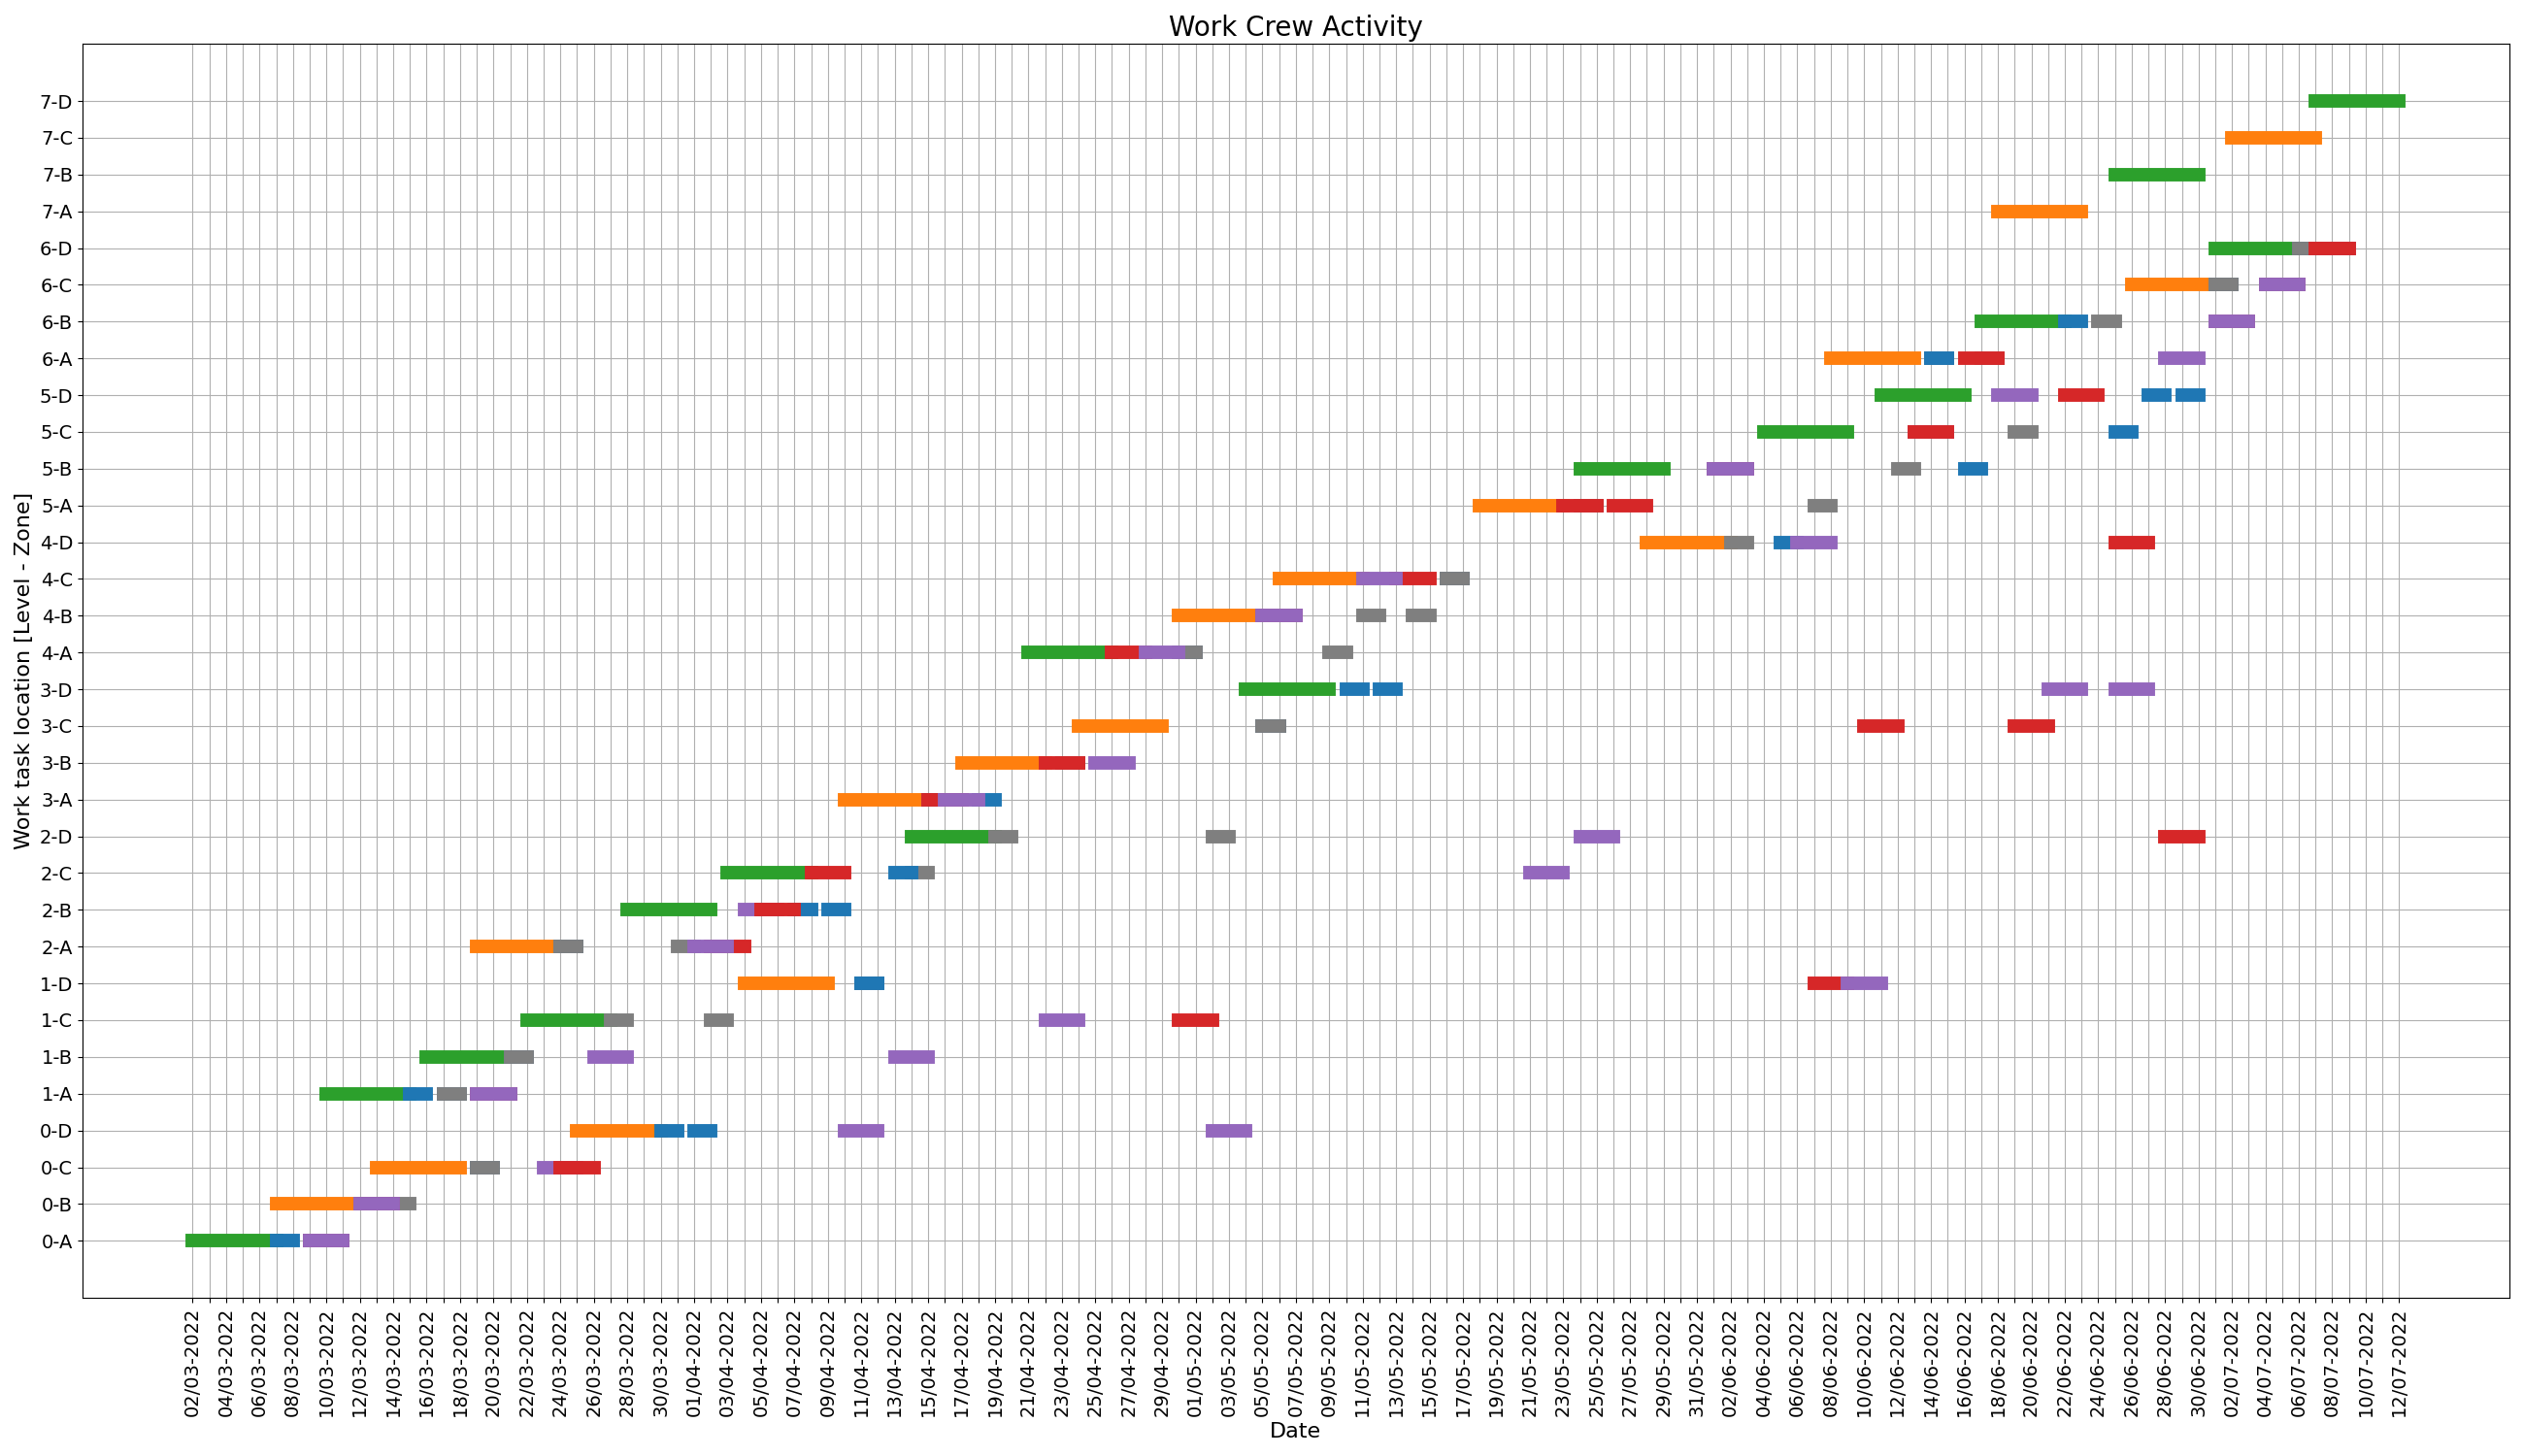 Work Crew Activity
7-D
7-C
7-B
7-A
6-D
6-C
6-B
6-A
5-D
5-C
5-B
5-A
4-D
4-C
4-B
4-A
3-D
3-C
3-B
3-A
2-D
2-C
2-B
2-A
1-D
1-C
1-B
1-A
0-D
0-C
0-B
0-A
Work task location [Level - Zone]
02/03-2022
04/03-2022
06/03-2022
08/03-2022
10/03-2022
12/03-2022
14/03-2022
16/03-2022
18/03-2022
20/03-2022
22/03-2022
24/03-2022
26/03-2022
28/03-2022
30/03-2022
01/04-2022
03/04-2022
05/04-2022
07/04-2022
09/04-2022
11/04-2022
13/04-2022
15/04-2022
17/04-2022
19/04-2022
21/04-2022
23/04-2022
25/04-2022
27/04-2022
29/04-2022
01/05-2022
03/05-2022
05/05-2022
07/05-2022
09/05-2022
11/05-2022
13/05-2022
15/05-2022
17/05-2022
19/05-2022
21/05-2022
23/05-2022
25/05-2022
27/05-2022
29/05-2022
31/05-2022
02/06-2022
04/06-2022
06/06-2022
08/06-2022
10/06-2022
12/06-2022
14/06-2022
16/06-2022
18/06-2022
20/06-2022
22/06-2022
24/06-2022
26/06-2022
28/06-2022
30/06-2022
02/07-2022
04/07-2022
06/07-2022
08/07-2022
10/07-2022
12/07-2022
Date